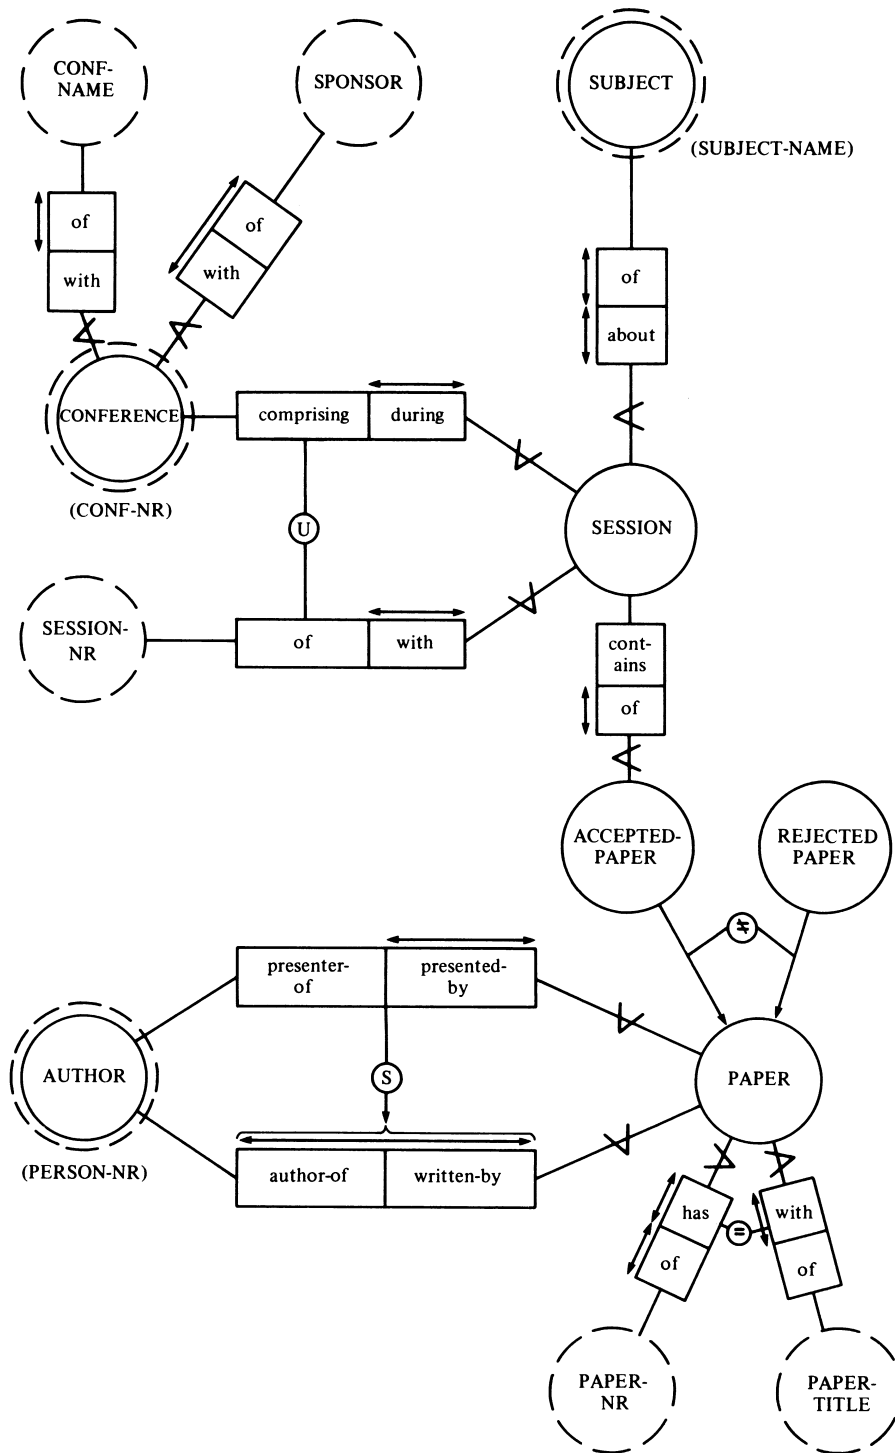 CONF-
NAME
SPONSOR
SUBJECT
(SUBJECT-NAME)
of
with
of
with
of
about
CONFERENCE
(CONF-NR)
comprising
during
U
SESSION
SESSION-
NR
of
with
cont-
ains
of
ACCEPTED-
PAPER
REJECTED
PAPER
≠
presenter-
of
presented-
by
AUTHOR
(PERSON-NR)
S
PAPER
author-of
written-by
has
of
=
with
of
PAPER-
NR
PAPER-
TITLE